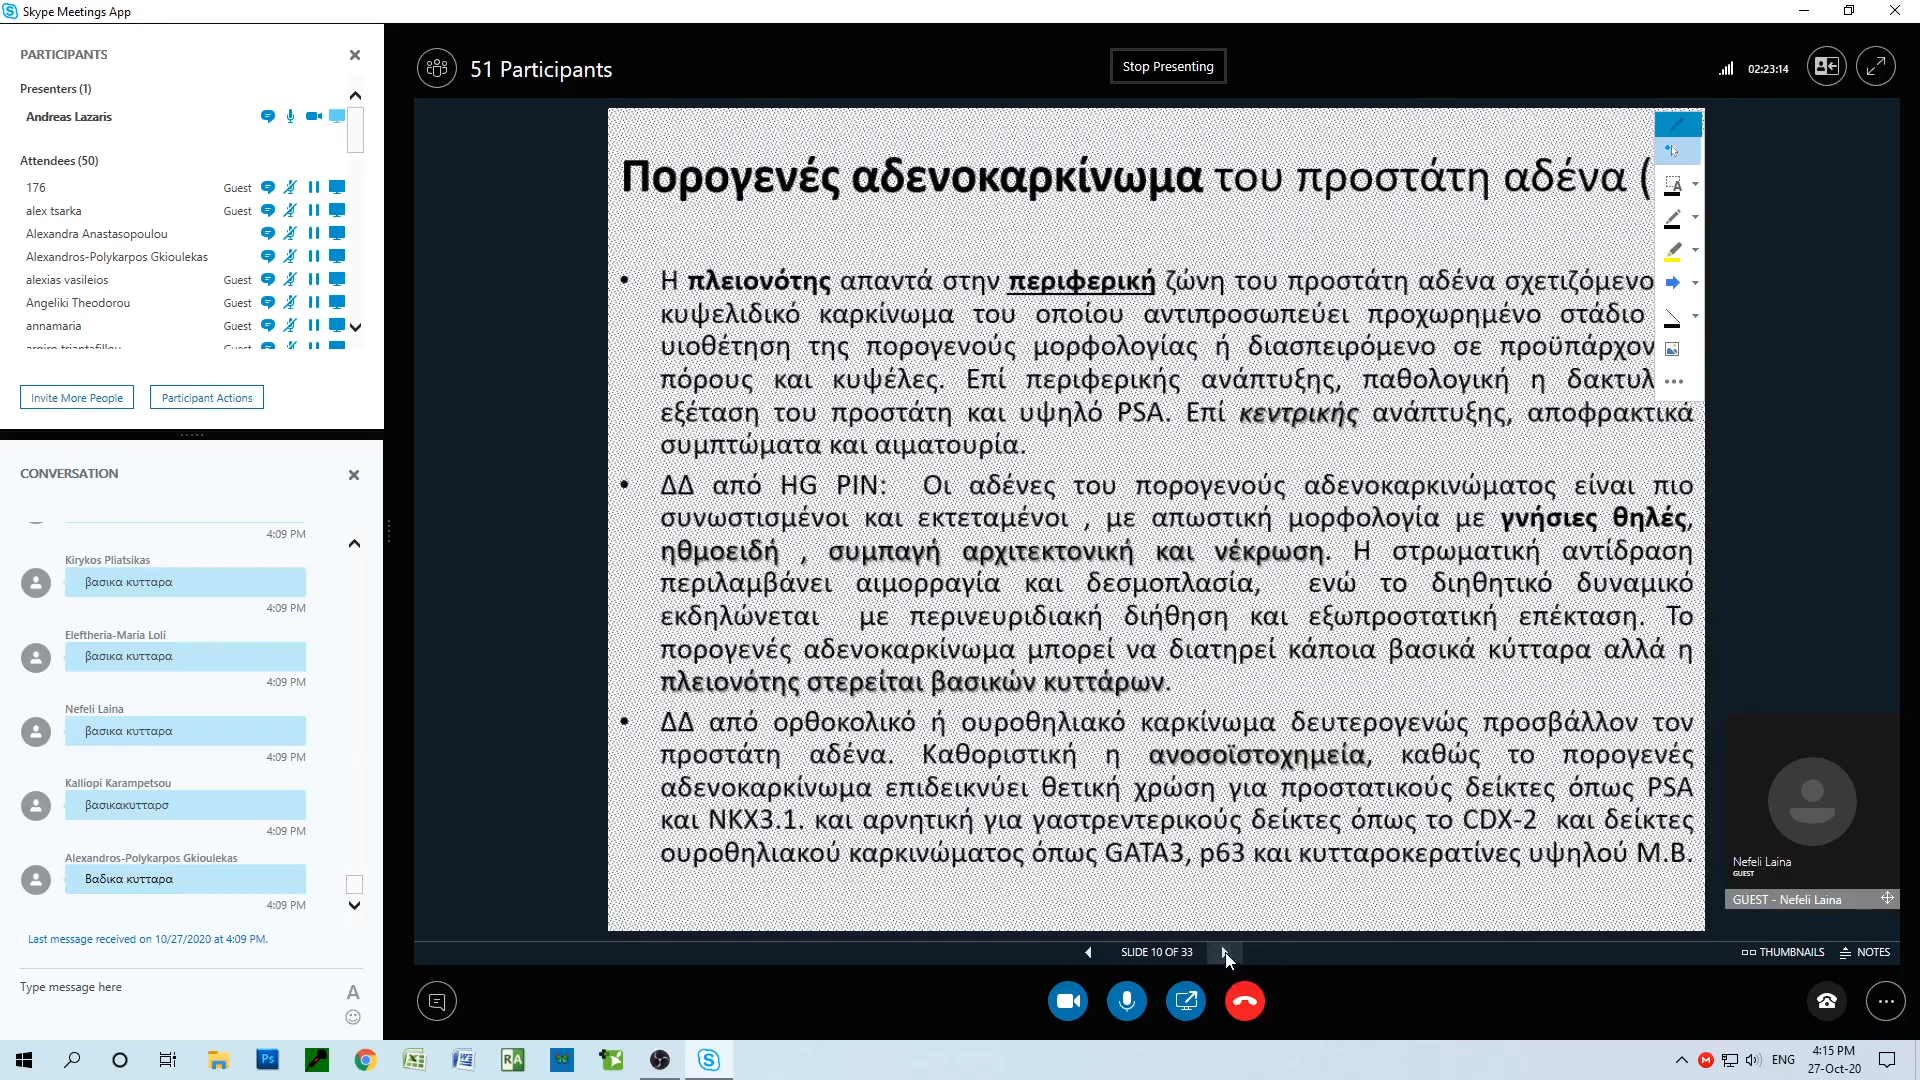 Skype Meetings App
PARTICIPANTS
Presenters (1)
Andreas Lazaris
Attendees (50)
176 Guest
alex tsarka Guest
Alexandra Anastasopoulou
Alexandros-Polykarpos Gkioulekas
alexias vasileios Guest
Angeliki Theodorou Guest
annamaria Guest
Invite More People
Participant Actions
CONVERSATION
4:09 PM
Kirykos Pliatsikas
βασικα κυτταρα
4:09 PM
Eleftheria-Maria Loli
βασικα κυτταρα
4:09 PM
Nefeli Laina
βασικα κυτταρα
4:09 PM
Kalliopi Karampetsou
βασικακυτταρσ
4:09 PM
Alexandros-Polykarpos Gkioulekas
Βαδικα κυτταρα
4:09 PM
Last message received on 10/27/2020 at 4:09 PM.
Type message here
51 Participants
Stop Presenting
02:23:14
Πορογενές αδενοκαρκίνωμα του προστάτη αδένα (
• Η πλειονότης απαντά στην περιφερική ζώνη του προστάτη αδένα σχετιζόμενο
κυψελιδικό καρκίνωμα του οποίου αντιπροσωπεύει προχωρημένο στάδιο
υιοθέτηση της πορογενούς μορφολογίας ή διασπειρόμενο σε προϋπάρχον
πόρους και κυψέλες. Επί περιφερικής ανάπτυξης, παθολογική η δακτυλ
εξέταση του προστάτη και υψηλό PSA. Επί κεντρικής ανάπτυξης, αποφρακτικά
συμπτώματα και αιματουρία.
• ΔΔ από HG PIN: Οι αδένες του πορογενούς αδενοκαρκινώματος είναι πιο
συνωστισμένοι και εκτεταμένοι , με απωστική μορφολογία με γνήσιες θηλές,
ηθμοειδή , συμπαγή αρχιτεκτονική και νέκρωση. Η στρωματική αντίδραση
περιλαμβάνει αιμορραγία και δεσμοπλασία, ενώ το διηθητικό δυναμικό
εκδηλώνεται με περινευριδιακή διήθηση και εξωπροστατική επέκταση. Το
πορογενές αδενοκαρκίνωμα μπορεί να διατηρεί κάποια βασικά κύτταρα αλλά η
πλειονότης στερείται βασικών κυττάρων.
• ΔΔ από ορθοκολικό ή ουροθηλιακό καρκίνωμα δευτερογενώς προσβάλλον τον
προστάτη αδένα. Καθοριστική η ανοσοϊστοχημεία, καθώς το πορογενές
αδενοκαρκίνωμα επιδεικνύει θετική χρώση για προστατικούς δείκτες όπως PSA
και NKX3.1. και αρνητική για γαστρεντερικούς δείκτες όπως το CDX-2 και δείκτες
ουροθηλιακού καρκινώματος όπως GATA3, p63 και κυτταροκερατίνες υψηλού Μ.Β.
Nefeli Laina
GUEST
GUEST - Nefeli Laina
SLIDE 10 OF 33
THUMBNAILS
NOTES
ENG
4:15 PM
27-Oct-20